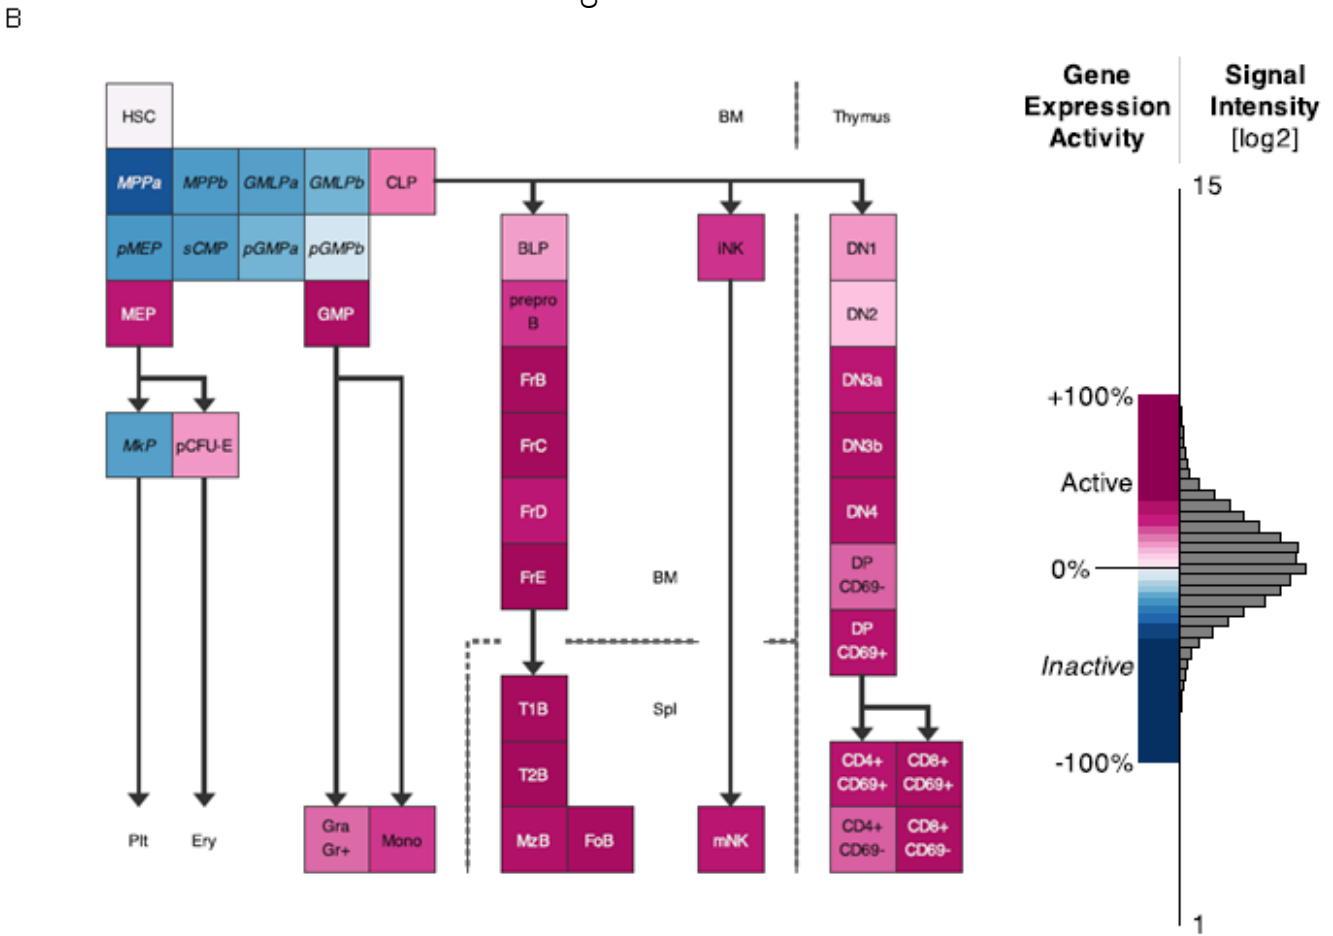 B
HSC
BM
Thymus
MPPa
MPPb
GMLPa
GMLPb
CLP
pMEP
sCMP
pGMPa
pGMPb
BLP
iNK
DN1
MEP
GMP
prepro
B
DN2
FrB
DN3a
MkP
pCFU-E
FrC
DN3b
FrD
DN4
FrE
BM
DP
CD69-
DP
CD69+
T1B
Spl
T2B
CD4+
CD69+
CD8+
CD69+
Plt
Ery
Gra
Gr+
Mono
MzB
FoB
mNK
CD4+
CD69-
CD8+
CD69-
Gene
Expression
Activity
Signal
Intensity
[log2]
15
+100%
Active
0%
Inactive
-100%
1